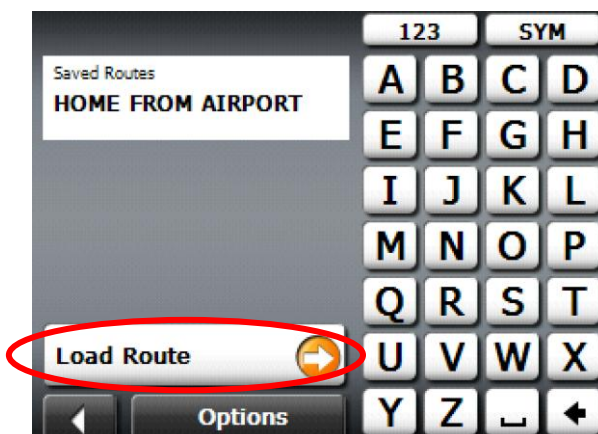 123 SYM
Saved Routes
HOME FROM AIRPORT
A B C D
E F G H
I J K L
M N O P
Q R S T
Load Route
U V W X
Options
Y Z